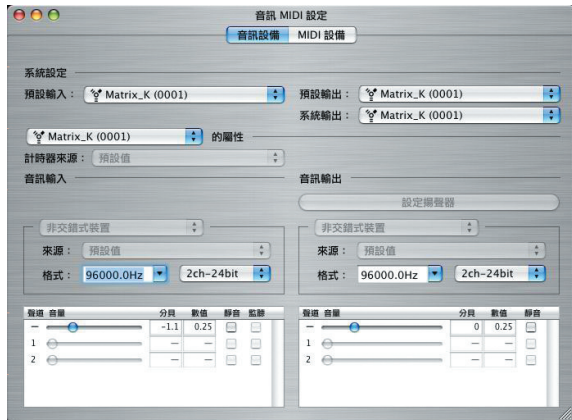 音訊 MIDI 設定
音訊設備 MIDI 設備
系統設定
預設輸入： Matrix_K (0001)
預設輸出： Matrix_K (0001)
系統輸出： Matrix_K (0001)
Matrix_K (0001) 的屬性
計時器來源： 預設值
音訊輸入
音訊輸出
設定揚聲器
非交錯式裝置
來源： 預設值
格式： 96000.0Hz 2ch-24bit
非交錯式裝置
來源： 預設值
格式： 96000.0Hz 2ch-24bit
聲道 音量 分貝 數值 靜音 監聽
— -1.1 0.25
1 — —
2 — —
聲道 音量 分貝 數值 靜音
— 0 0.25
1 — —
2 — —